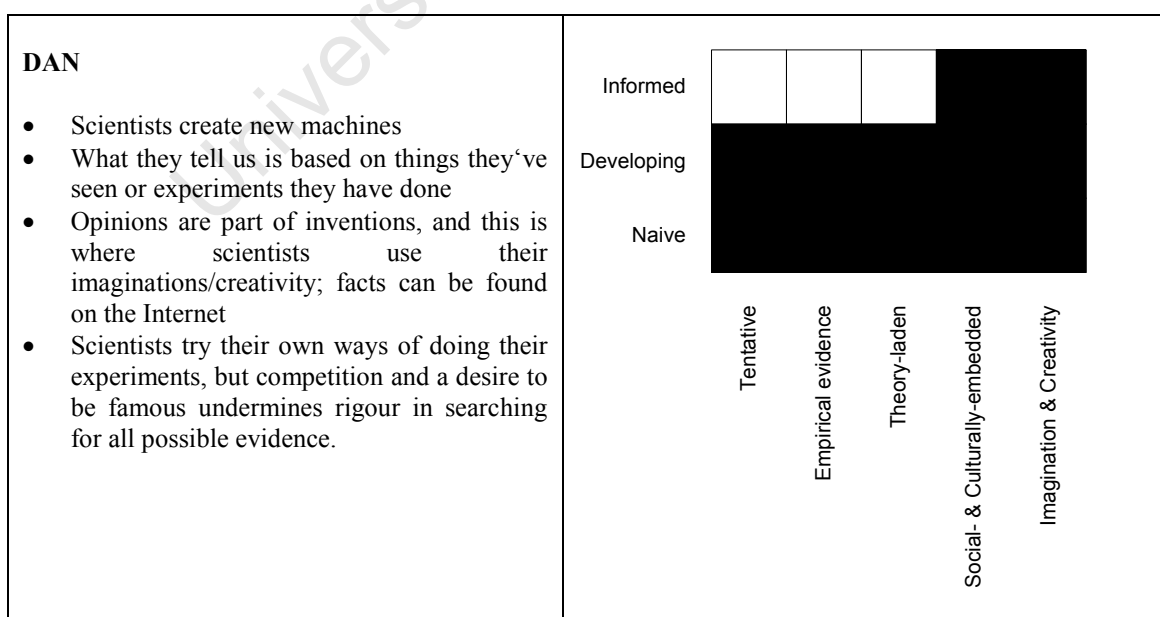 DAN
• Scientists create new machines
• What they tell us is based on things they‘ve
seen or experiments they have done
• Opinions are part of inventions, and this is
where scientists use their
imaginations/creativity; facts can be found
on the Internet
• Scientists try their own ways of doing their
experiments, but competition and a desire to
be famous undermines rigour in searching
for all possible evidence.
Informed
Developing
Naive
Tentative
Empirical evidence
Theory-laden
Social- & Culturally-embedded
Imagination & Creativity
Univers